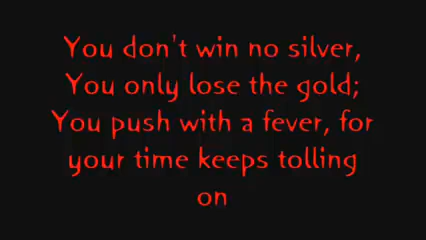 You don't win no silver,
You only lose the gold;
You push with a fever, for
your time keeps tolling
on